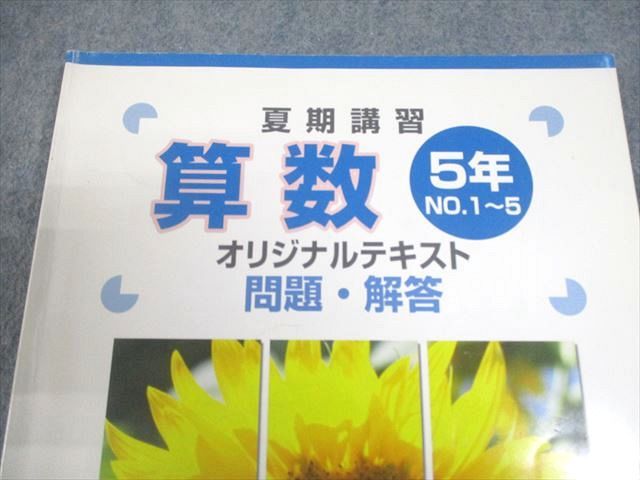 夏期講習
算数
5年
NO.1〜5
オリジナルテキスト
問題・解答